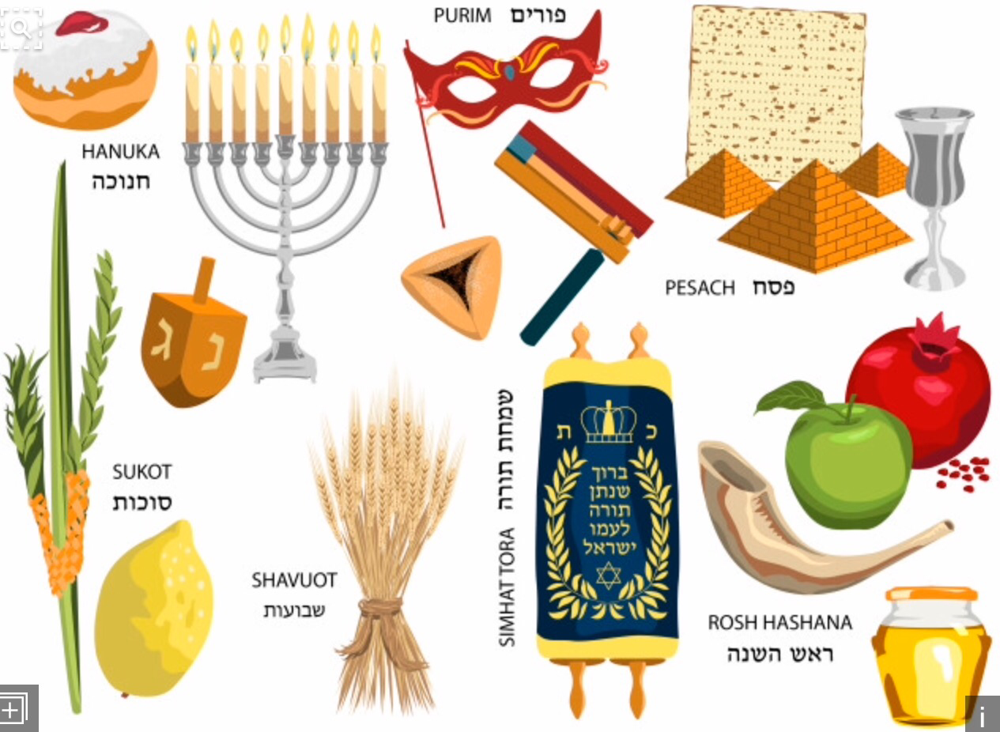 PURIM פורים
HANUKA
חנוכה
ג נ
PESACH פסח
SUKOT
סוכות
SHAVUOT
שבועות
SIMHAT TORA שמחת תורה
כ ת
ברוך
שנתן
תורה
לעמו
ישראל
ROSH HASHANA
ראש השנה
i